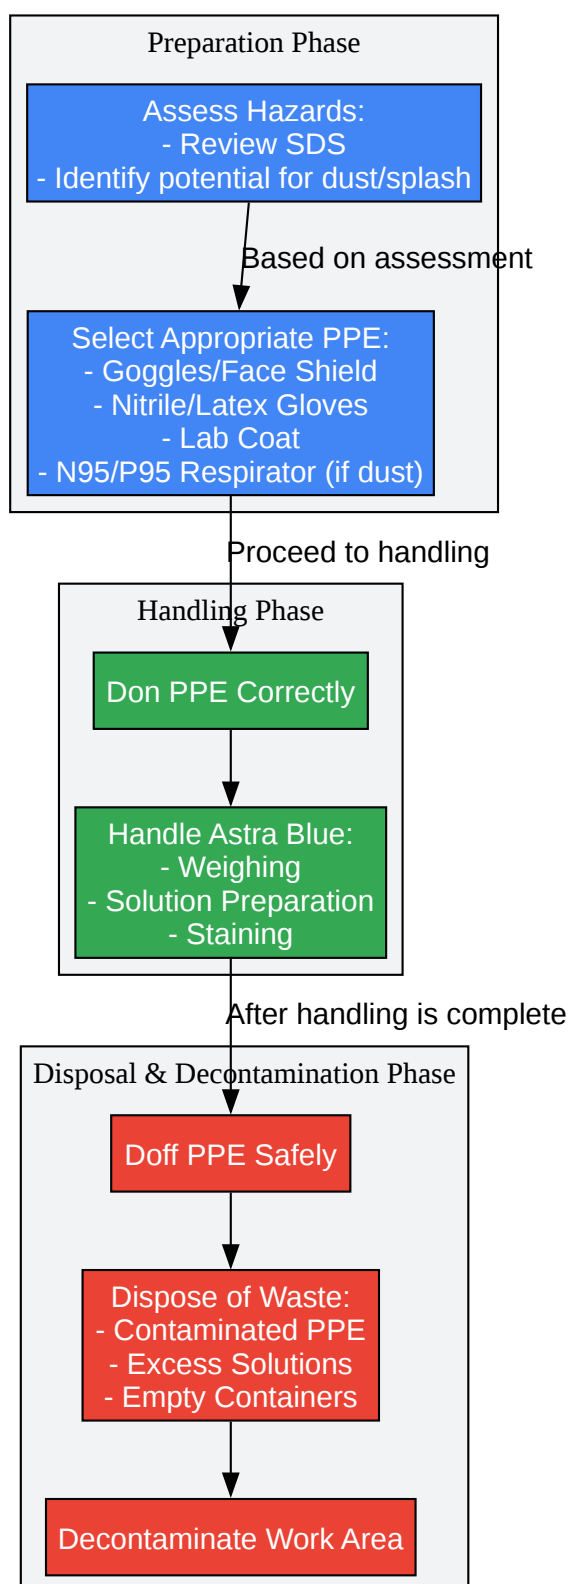 Preparation Phase
Assess Hazards:
- Review SDS
- Identify potential for dust/splash
Based on assessment
Select Appropriate PPE:
- Goggles/Face Shield
- Nitrile/Latex Gloves
- Lab Coat
- N95/P95 Respirator (if dust)
Proceed to handling
Handling Phase
Don PPE Correctly
Handle Astra Blue:
- Weighing
- Solution Preparation
- Staining
After handling is complete
Disposal & Decontamination Phase
Doff PPE Safely
Dispose of Waste:
- Contaminated PPE
- Excess Solutions
- Empty Containers
Decontaminate Work Area